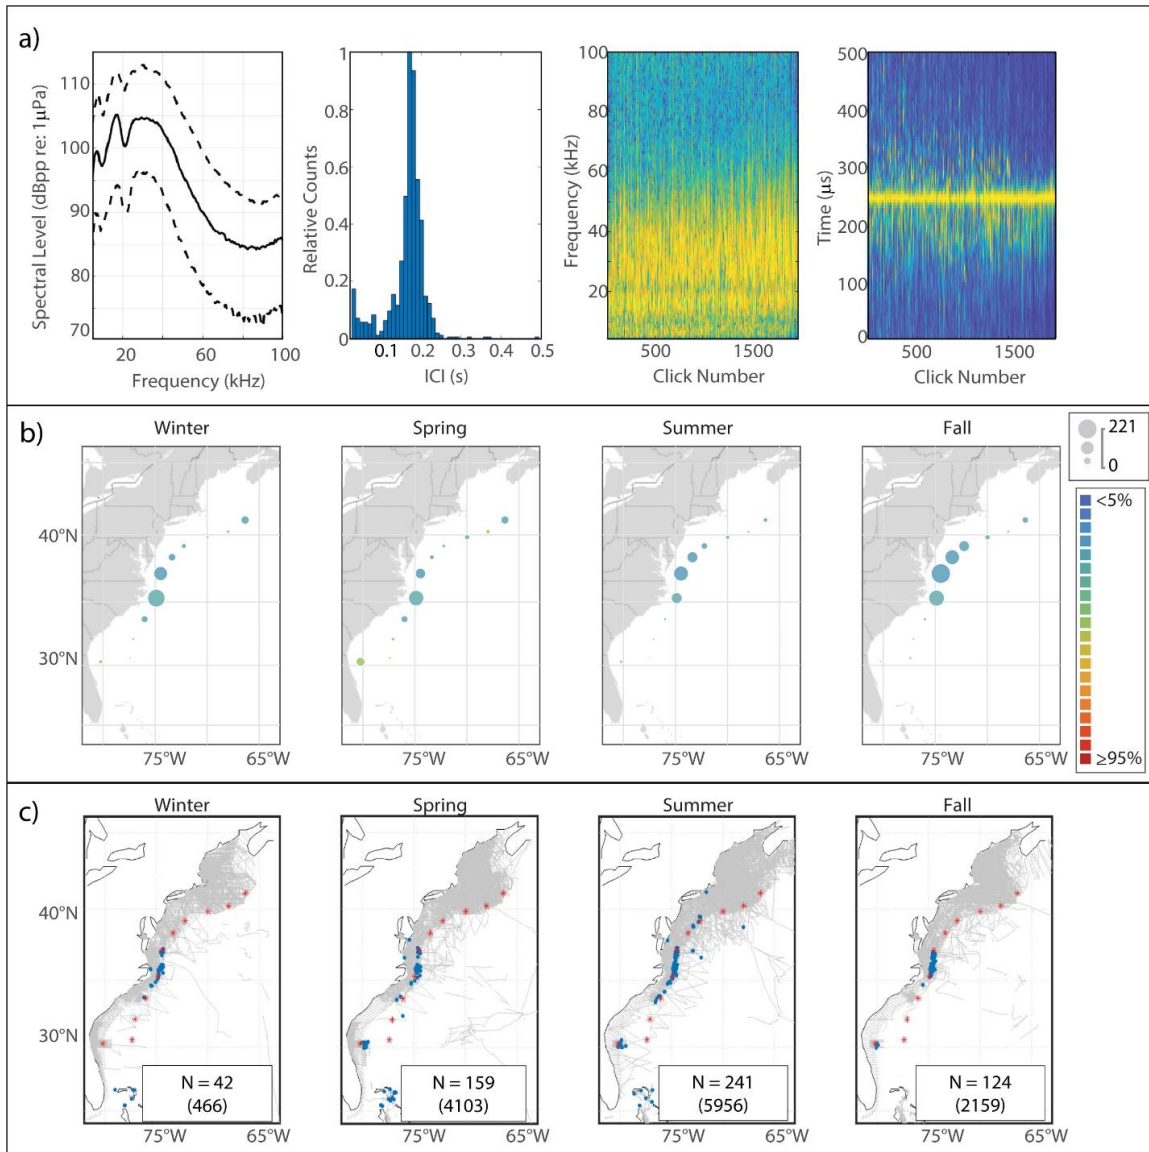 a)
115
110
100
90
80
75
70
Spectral Level (dBpp re: 1μPa)
20
60
100
Frequency (kHz)
1
0.8
0.6
0.4
0.2
0
Relative Counts
0.1
0.2
0.3
0.4
0.5
ICI (s)
100
80
60
40
20
Frequency (kHz)
500
1500
Click Number
500
400
300
200
100
0
Time (μs)
500
1500
Click Number
b)
Winter
Spring
Summer
Fall
221
0
<5%
≥95%
40°N
30°N
75°W
65°W
75°W
65°W
75°W
65°W
75°W
65°W
c)
Winter
Spring
Summer
Fall
40°N
30°N
N = 42
(466)
N = 159
(4103)
N = 241
(5956)
N = 124
(2159)
75°W
65°W
75°W
65°W
75°W
65°W
75°W
65°W